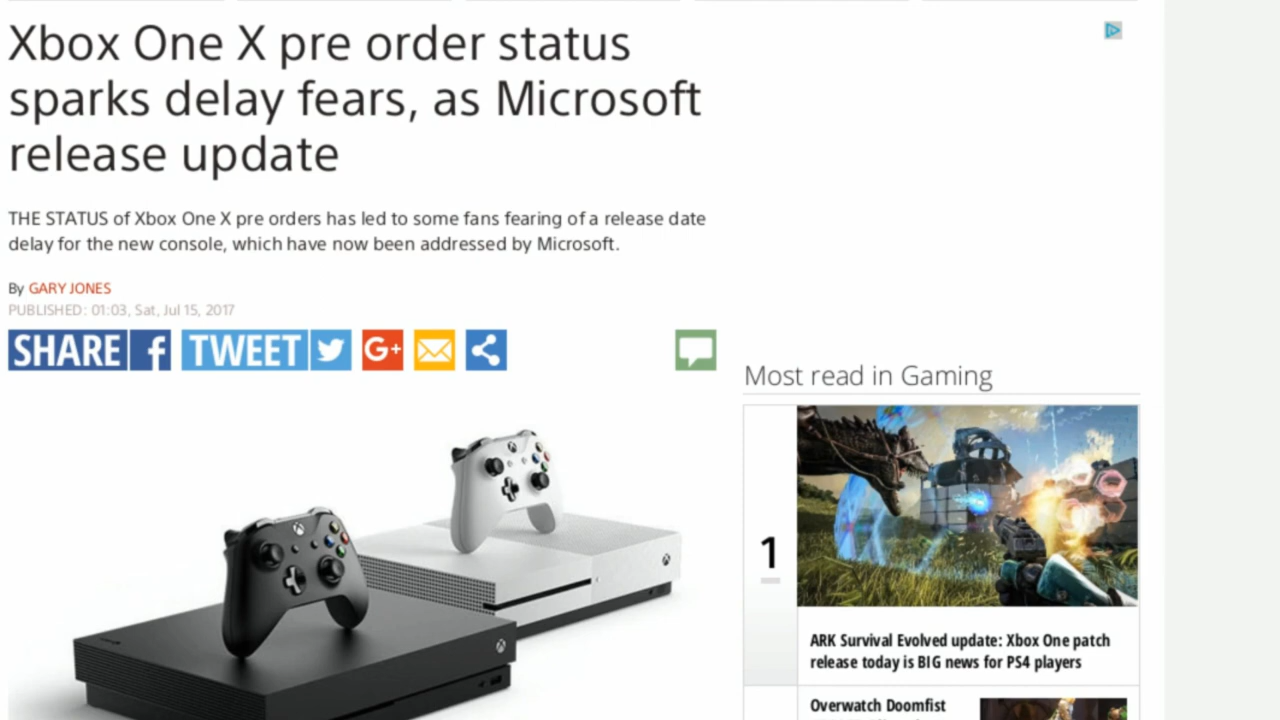 Xbox One X pre order status
sparks delay fears, as Microsoft
release update
THE STATUS of Xbox One X pre orders has led to some fans fearing of a release date
delay for the new console, which have now been addressed by Microsoft.
By GARY JONES
PUBLISHED: 01:03, Sat, Jul 15, 2017
SHARE f TWEET G+
Most read in Gaming
1
ARK Survival Evolved update: Xbox One patch
release today is BIG news for PS4 players
Overwatch Doomfist